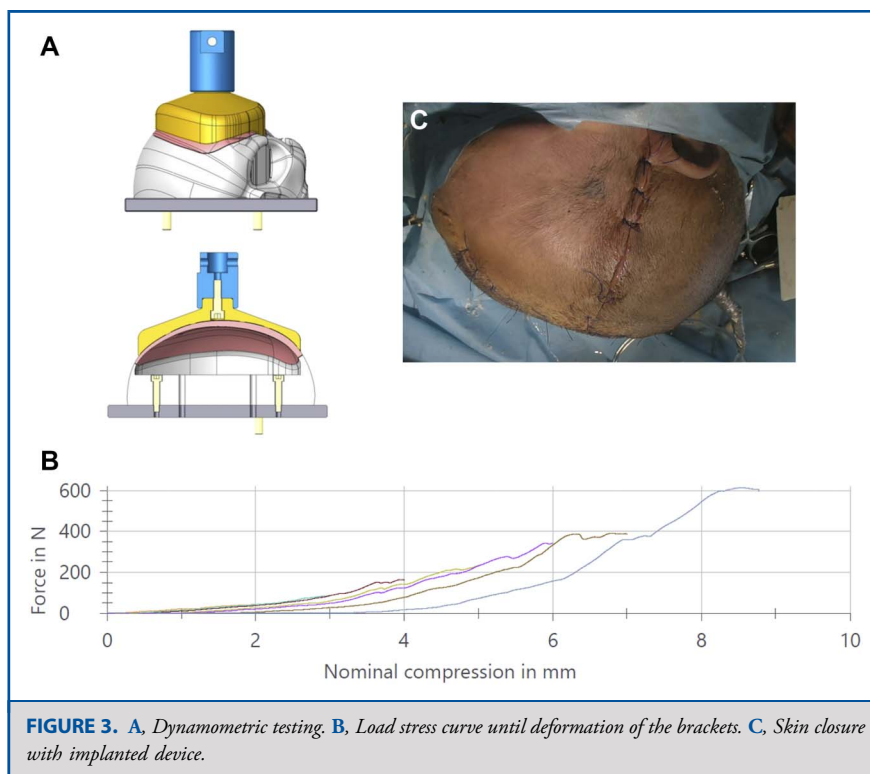 A
C
B
600
400
200
0
Force in N
0 2 4 6 8 10
Nominal compression in mm
FIGURE 3. A, Dynamometric testing. B, Load stress curve until deformation of the brackets. C, Skin closure
with implanted device.